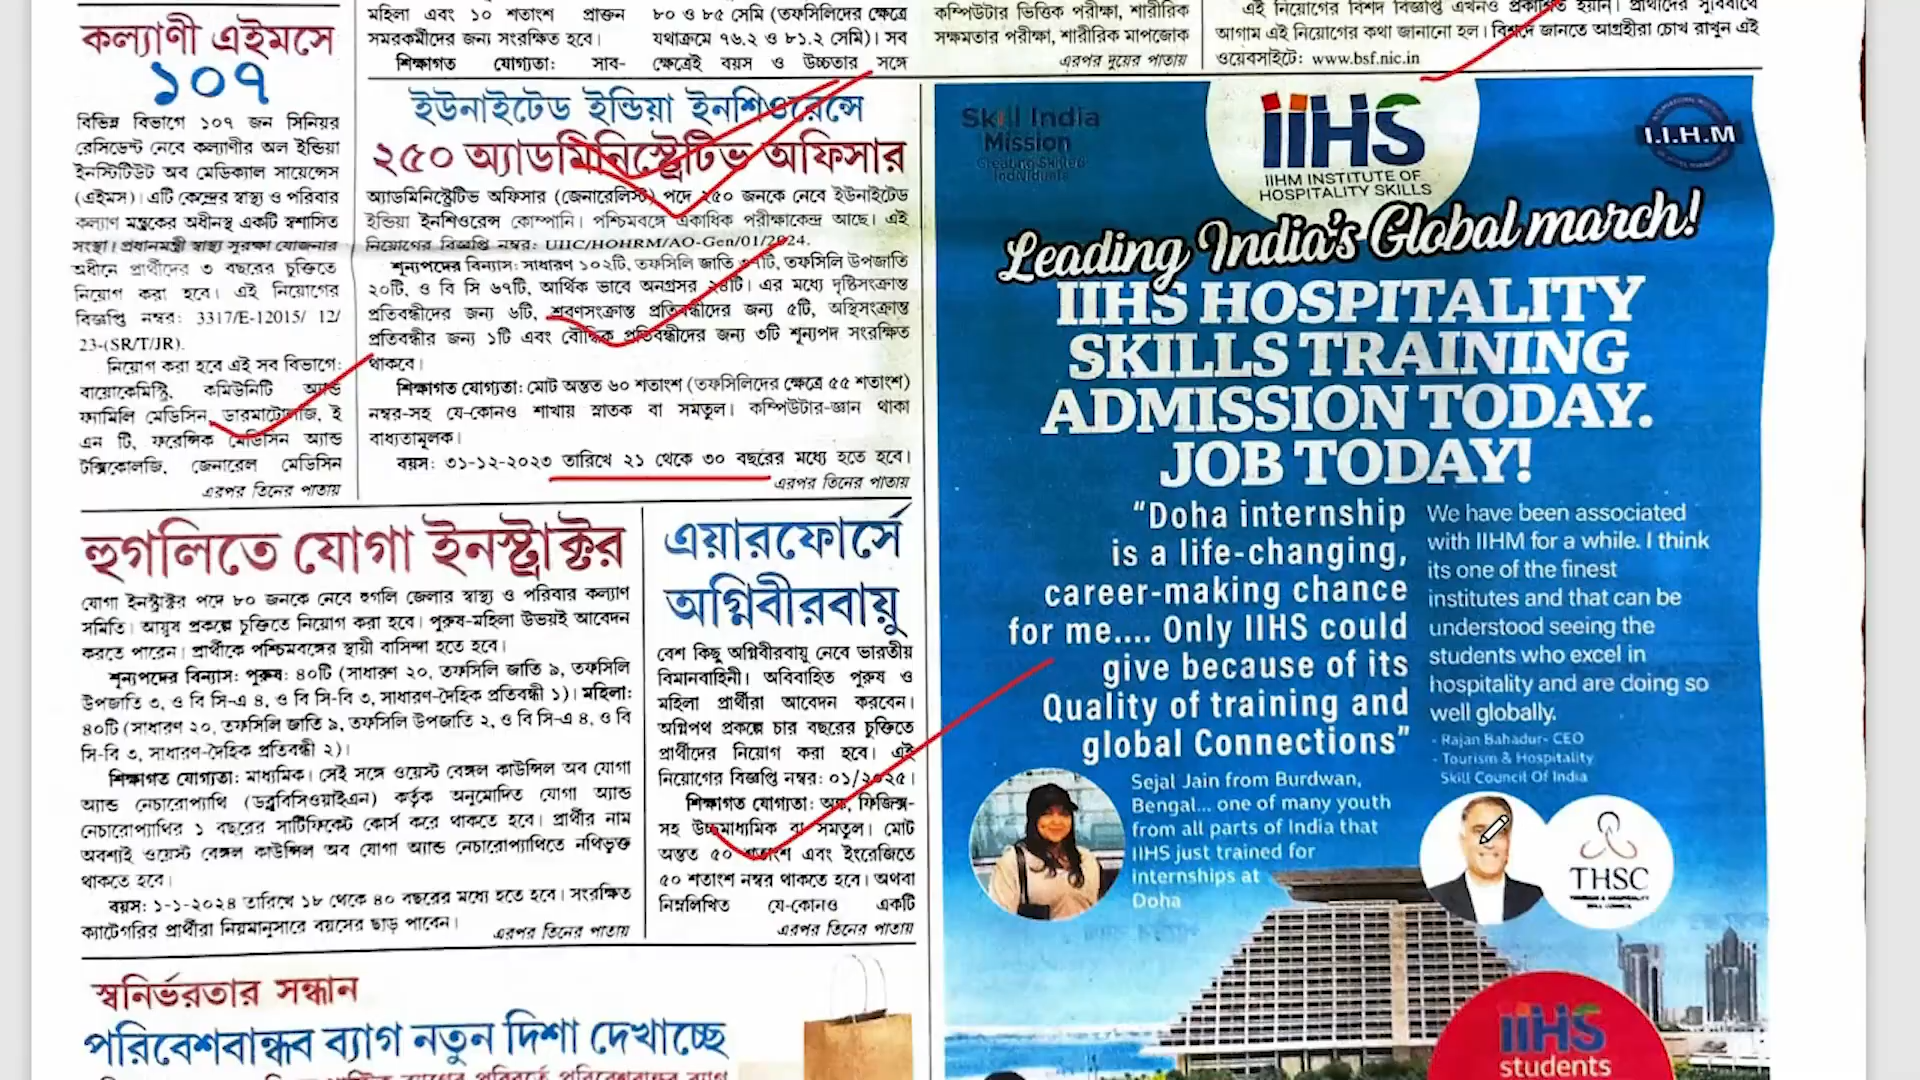 মহিলা এবং ১০ শতাংশ প্রাক্তন
সমরকর্মীদের জন্য সংরক্ষিত হবে।
শিক্ষাগত যোগ্যতা: সাব-
৮০ ও ৮৫ সেমি (তফসিলিদের ক্ষেত্রে
যথাক্রমে ৭৬.২ ও ৮১.২ সেমি)। সব
ক্ষেত্রেই বয়স ও উচ্চতার সঙ্গে
কম্পিউটার ভিত্তিক পরীক্ষা, শারীরিক
সক্ষমতার পরীক্ষা, শারীরিক মাপজোক
এরপর দুয়ের পাতায়
এই নিয়োগের বিশদ বিজ্ঞপ্তি এখনও প্রকাশিত হয়নি। প্রার্থীদের সুবিধার্থে
আগাম এই নিয়োগের কথা জানানো হল। বিশদে জানতে আগ্রহীরা চোখ রাখুন এই
ওয়েবসাইটে: www.bsf.nic.in
কল্যাণী এইমসে
১০৭
বিভিন্ন বিভাগে ১০৭ জন সিনিয়র
রেসিডেন্ট নেবে কল্যাণীর অল ইন্ডিয়া
ইনস্টিটিউট অব মেডিক্যাল সায়েন্সেস
(এইমস)। এটি কেন্দ্রের স্বাস্থ্য ও পরিবার
কল্যাণ মন্ত্রকের অধীনস্থ একটি স্বশাসিত
সংস্থা। প্রধানমন্ত্রী স্বাস্থ্য সুরক্ষা যোজনার
অধীনে প্রার্থীদের ৩ বছরের চুক্তিতে
নিয়োগ করা হবে। এই নিয়োগের
বিজ্ঞপ্তি নম্বর: 3317/E-12015/ 12/
23-(SR/T/JR).
নিয়োগ করা হবে এই সব বিভাগে:
বায়োকেমিস্ট্রি, কমিউনিটি অ্যান্ড
ফ্যামিলি মেডিসিন, ডারমাটোলজি, ই
এন টি, ফরেন্সিক মেডিসিন অ্যান্ড
টক্সিকোলজি, জেনারেল মেডিসিন
এরপর তিনের পাতায়
ইউনাইটেড ইন্ডিয়া ইনশিওরেন্সে
২৫০ অ্যাডমিনিস্ট্রেটিভ অফিসার
অ্যাডমিনিস্ট্রেটিভ অফিসার (জেনারেলিস্ট) পদে ২৫০ জনকে নেবে ইউনাইটেড
ইন্ডিয়া ইনশিওরেন্স কোম্পানি। পশ্চিমবঙ্গে একাধিক পরীক্ষাকেন্দ্র আছে। এই
নিয়োগের বিজ্ঞপ্তি নম্বর: UIIC/HOHRM/AO-Gen/01/2024.
শূন্যপদের বিন্যাস: সাধারণ ১০২টি, তফসিলি জাতি ৩৭টি, তফসিলি উপজাতি
২০টি, ও বি সি ৬৭টি, আর্থিক ভাবে অনগ্রসর ২৪টি। এর মধ্যে দৃষ্টিসংক্রান্ত
প্রতিবন্ধীদের জন্য ৬টি, শ্রবণসংক্রান্ত প্রতিবন্ধীদের জন্য ৫টি, অস্থিসংক্রান্ত
প্রতিবন্ধীর জন্য ১টি এবং বৌদ্ধিক প্রতিবন্ধীদের জন্য ৩টি শূন্যপদ সংরক্ষিত
থাকবে।
শিক্ষাগত যোগ্যতা: মোট অন্তত ৬০ শতাংশ (তফসিলিদের ক্ষেত্রে ৫৫ শতাংশ)
নম্বর-সহ যে-কোনও শাখায় স্নাতক বা সমতুল। কম্পিউটার-জ্ঞান থাকা
বাধ্যতামূলক।
বয়স: ৩১-১২-২০২৩ তারিখে ২১ থেকে ৩০ বছরের মধ্যে হতে হবে।
এরপর তিনের পাতায়
হুগলিতে যোগা ইনস্ট্রাক্টর
যোগা ইনস্ট্রাক্টর পদে ৮০ জনকে নেবে হুগলি জেলার স্বাস্থ্য ও পরিবার কল্যাণ
সমিতি। আয়ুষ প্রকল্পে চুক্তিতে নিয়োগ করা হবে। পুরুষ-মহিলা উভয়ই আবেদন
করতে পারেন। প্রার্থীকে পশ্চিমবঙ্গের স্থায়ী বাসিন্দা হতে হবে।
শূন্যপদের বিন্যাস: পুরুষ: ৪০টি (সাধারণ ২০, তফসিলি জাতি ৯, তফসিলি
উপজাতি ৩, ও বি সি-এ ৪, ও বি সি-বি ৩, সাধারণ-দৈহিক প্রতিবন্ধী ১)। মহিলা:
৪০টি (সাধারণ ২০, তফসিলি জাতি ৯, তফসিলি উপজাতি ২, ও বি সি-এ ৪, ও বি
সি-বি ৩, সাধারণ-দৈহিক প্রতিবন্ধী ২)।
শিক্ষাগত যোগ্যতা: মাধ্যমিক। সেই সঙ্গে ওয়েস্ট বেঙ্গল কাউন্সিল অব যোগা
অ্যান্ড নেচারোপ্যাথি (ডব্লুবিসিওয়াইএন) কর্তৃক অনুমোদিত যোগা অ্যান্ড
নেচারোপ্যাথির ১ বছরের সার্টিফিকেট কোর্স করে থাকতে হবে। প্রার্থীর নাম
অবশ্যই ওয়েস্ট বেঙ্গল কাউন্সিল অব যোগা অ্যান্ড নেচারোপ্যাথিতে নথিভুক্ত
থাকতে হবে।
বয়স: ১-১-২০২৪ তারিখে ১৮ থেকে ৪০ বছরের মধ্যে হতে হবে। সংরক্ষিত
ক্যাটেগরির প্রার্থীরা নিয়মানুসারে বয়সের ছাড় পাবেন।
এরপর তিনের পাতায়
এয়ারফোর্সে
অগ্নিবীরবায়ু
বেশ কিছু অগ্নিবীরবায়ু নেবে ভারতীয়
বিমানবাহিনী। অবিবাহিত পুরুষ ও
মহিলা প্রার্থীরা আবেদন করবেন।
অগ্নিপথ প্রকল্পে চার বছরের চুক্তিতে
প্রার্থীদের নিয়োগ করা হবে। এই
নিয়োগের বিজ্ঞপ্তি নম্বর: ০১/২০২৫।
শিক্ষাগত যোগ্যতা: অঙ্ক, ফিজিক্স-
সহ উচ্চমাধ্যমিক বা সমতুল। মোট
অন্তত ৫০ শতাংশ এবং ইংরেজিতে
৫০ শতাংশ নম্বর থাকতে হবে। অথবা
নিম্নলিখিত যে-কোনও একটি
এরপর তিনের পাতায়
স্বনির্ভরতার সন্ধান
পরিবেশবান্ধব ব্যাগ নতুন দিশা দেখাচ্ছে
Skill India
Mission
Creating Skilled
Individuals
IIHS
IIHM INSTITUTE OF
HOSPITALITY SKILLS
I.I.H.M
Leading India's Global march!
IIHS HOSPITALITY
SKILLS TRAINING
ADMISSION TODAY.
JOB TODAY!
“Doha internship
is a life-changing,
career-making chance
for me.... Only IIHS could
give because of its
Quality of training and
global Connections”
We have been associated
with IIHM for a while. I think
its one of the finest
institutes and that can be
understood seeing the
students who excel in
hospitality and are doing so
well globally.
- Rajan Bahadur- CEO
- Tourism & Hospitality
Skill Council Of India
Sejal Jain from Burdwan,
Bengal... one of many youth
from all parts of India that
IIHS just trained for
internships at
Doha
THSC
TOURISM & HOSPITALITY
SKILL COUNCIL
IIHS
students